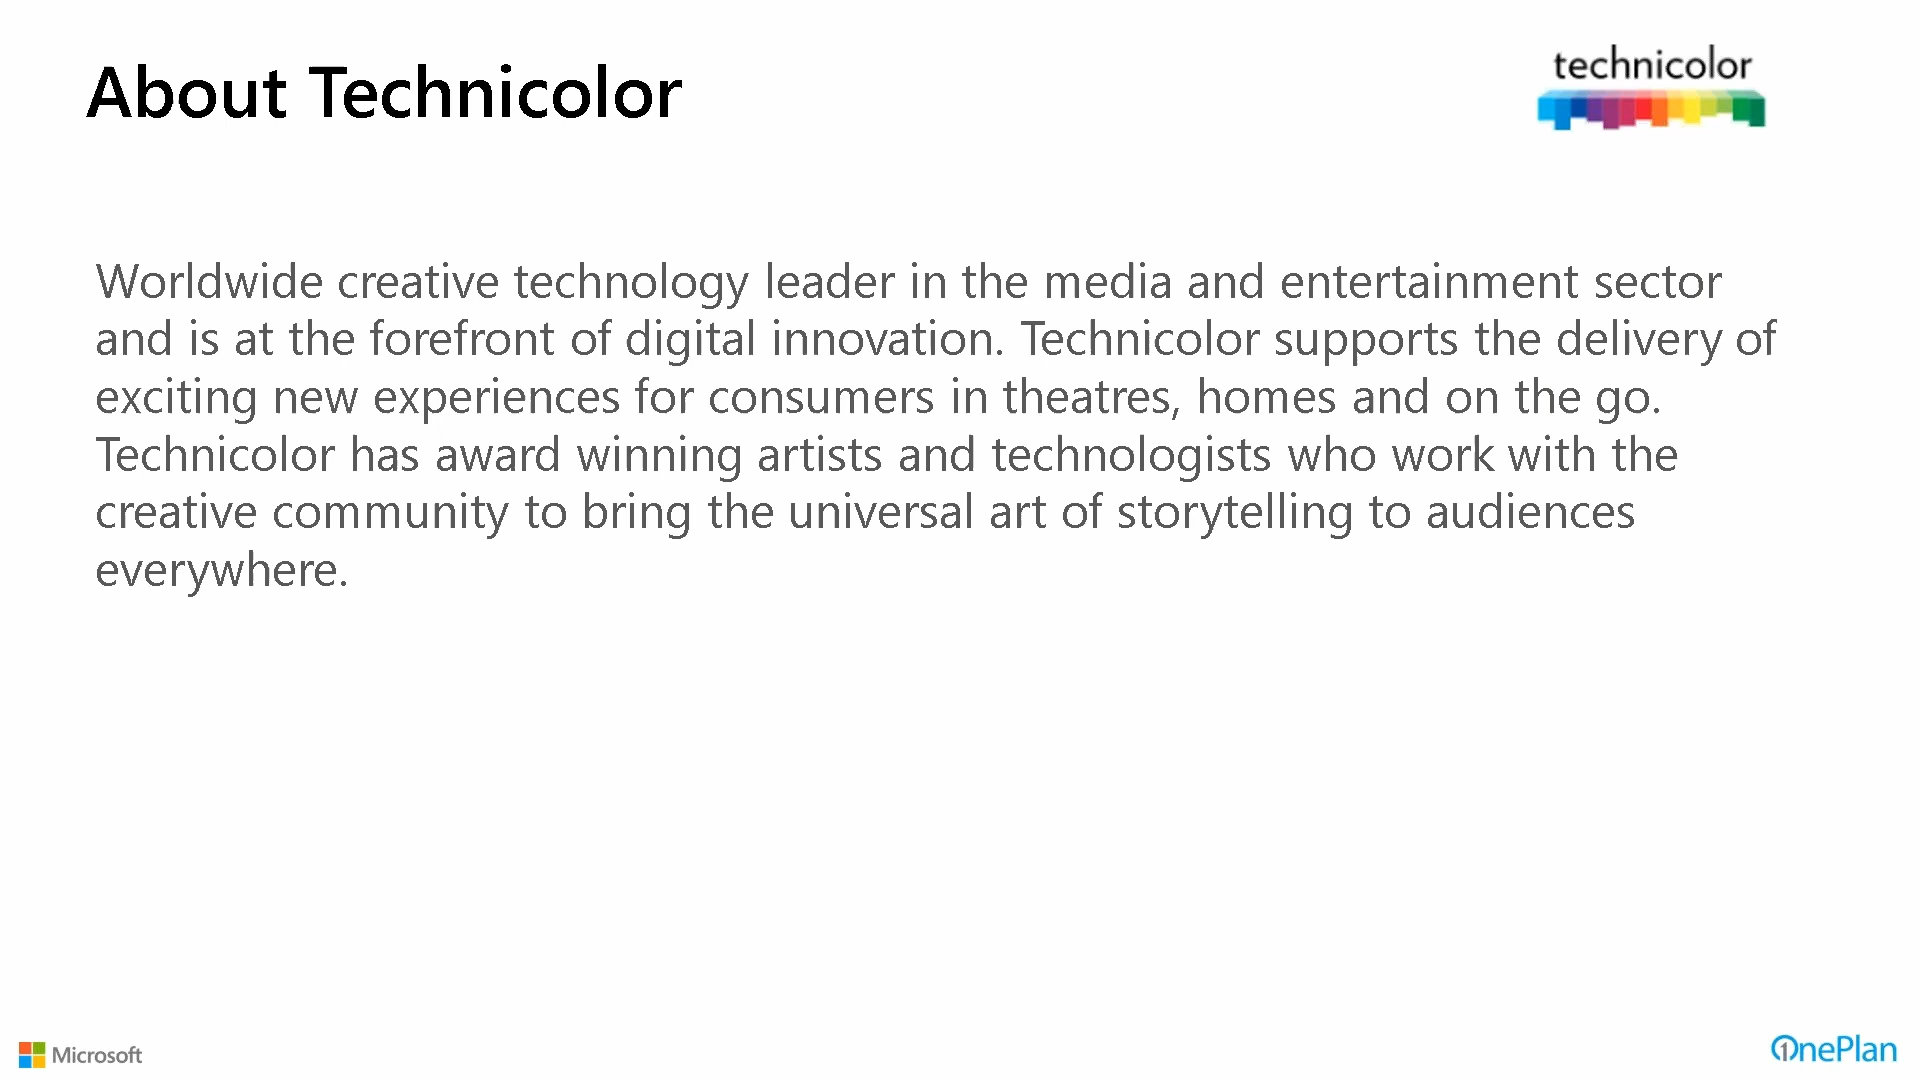 About Technicolor
technicolor
Worldwide creative technology leader in the media and entertainment sector
and is at the forefront of digital innovation. Technicolor supports the delivery of
exciting new experiences for consumers in theatres, homes and on the go.
Technicolor has award winning artists and technologists who work with the
creative community to bring the universal art of storytelling to audiences
everywhere.
Microsoft
OnePlan